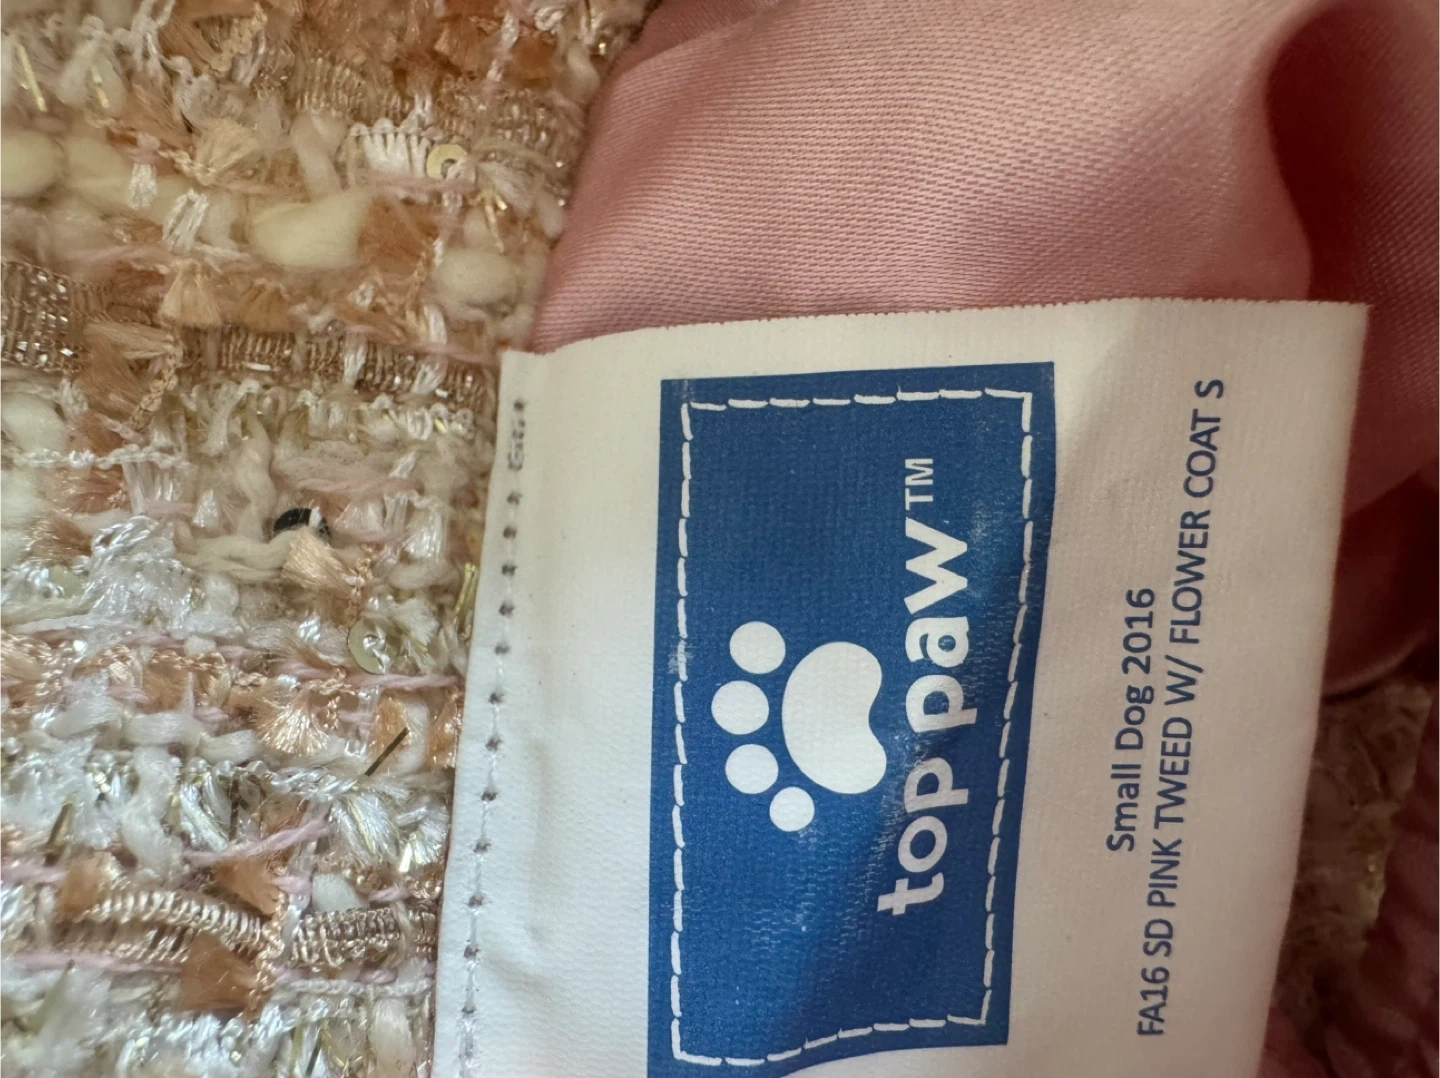 top paw™
Small Dog 2016
FA16 SD PINK TWEED W/ FLOWER COAT S